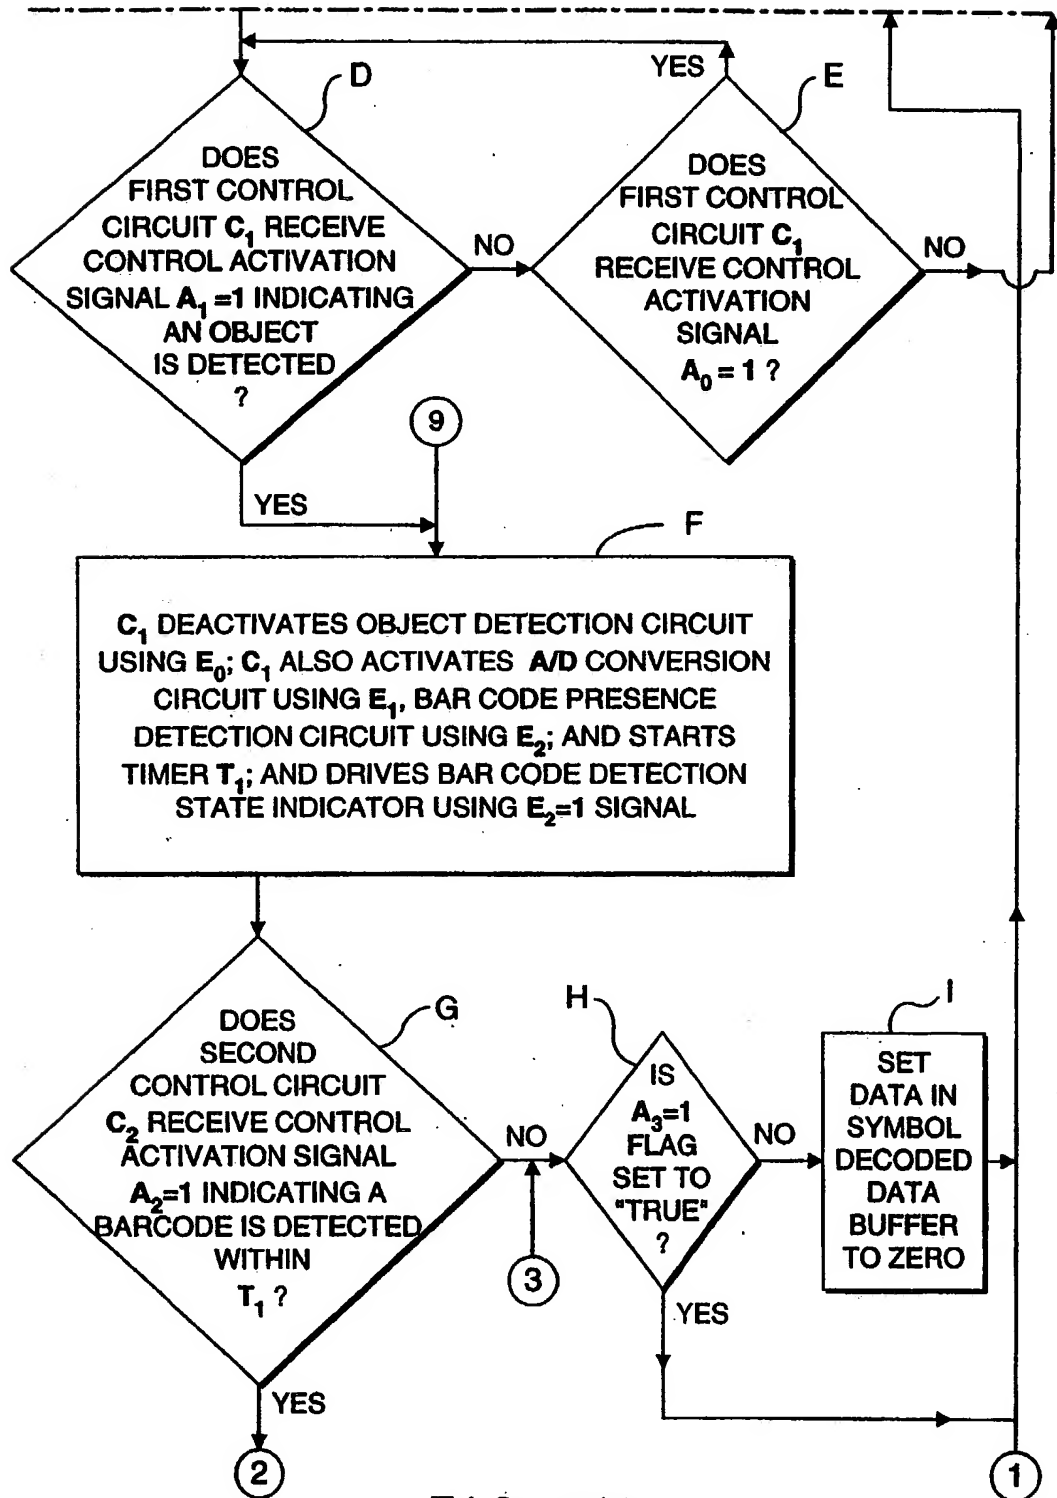 YES
D
E
DOES
FIRST CONTROL
CIRCUIT C1 RECEIVE
CONTROL ACTIVATION
SIGNAL A1 =1 INDICATING
AN OBJECT
IS DETECTED
?
NO
DOES
FIRST CONTROL
CIRCUIT C1
RECEIVE CONTROL
ACTIVATION
SIGNAL
A0 = 1 ?
NO
9
YES
F
C1 DEACTIVATES OBJECT DETECTION CIRCUIT
USING E0; C1 ALSO ACTIVATES A/D CONVERSION
CIRCUIT USING E1, BAR CODE PRESENCE
DETECTION CIRCUIT USING E2; AND STARTS
TIMER T1; AND DRIVES BAR CODE DETECTION
STATE INDICATOR USING E2=1 SIGNAL
G
DOES
SECOND
CONTROL CIRCUIT
C2 RECEIVE CONTROL
ACTIVATION SIGNAL
A2=1 INDICATING A
BARCODE IS DETECTED
WITHIN
T1 ?
NO
3
H
IS
A3=1
FLAG
SET TO
"TRUE"
?
NO
I
SET
DATA IN
SYMBOL
DECODED
DATA
BUFFER
TO ZERO
YES
YES
2
1